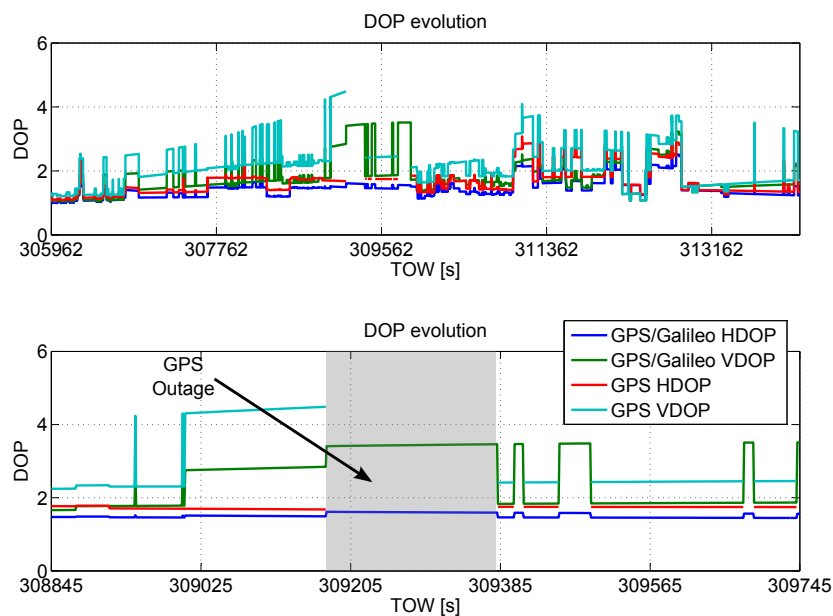 DOP evolution
6
4
2
0
DOP
305962 307762 309562 311362 313162
TOW [s]
DOP evolution
6
4
2
0
DOP
GPS
Outage
GPS/Galileo HDOP
GPS/Galileo VDOP
GPS HDOP
GPS VDOP
308845 309025 309205 309385 309565 309745
TOW [s]